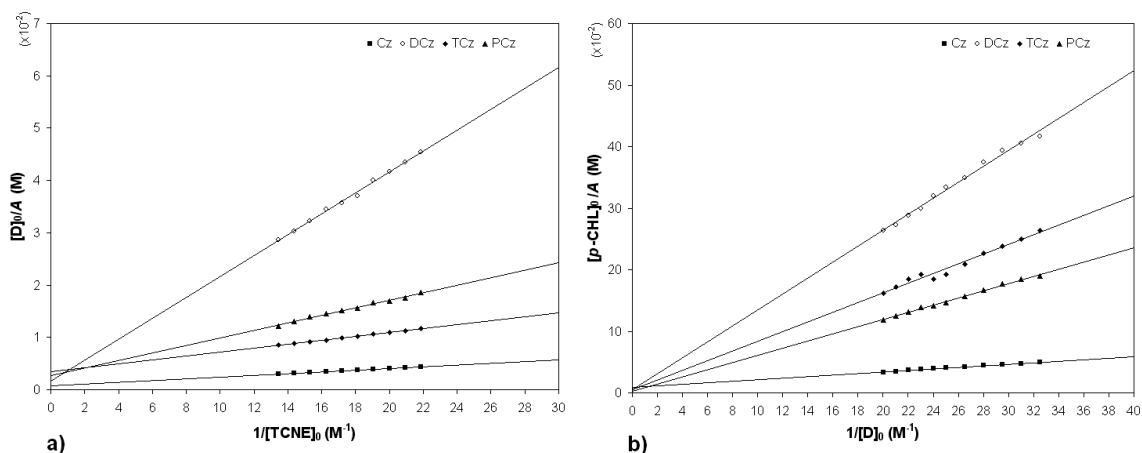 (x10⁻²)
7
6
5
4
3
2
1
0
[D]₀/A (M)
■ Cz ○ DCz ◆ TCz ▲ PCz
0 2 4 6 8 10 12 14 16 18 20 22 24 26 28 30
1/[TCNE]₀ (M⁻¹)
a)
(x10⁻²)
60
50
40
30
20
10
0
[p-CHL]₀/A (M)
■ Cz ○ DCz ◆ TCz ▲ PCz
0 2 4 6 8 10 12 14 16 18 20 22 24 26 28 30 32 34 36 38 40
1/[D]₀ (M⁻¹)
b)